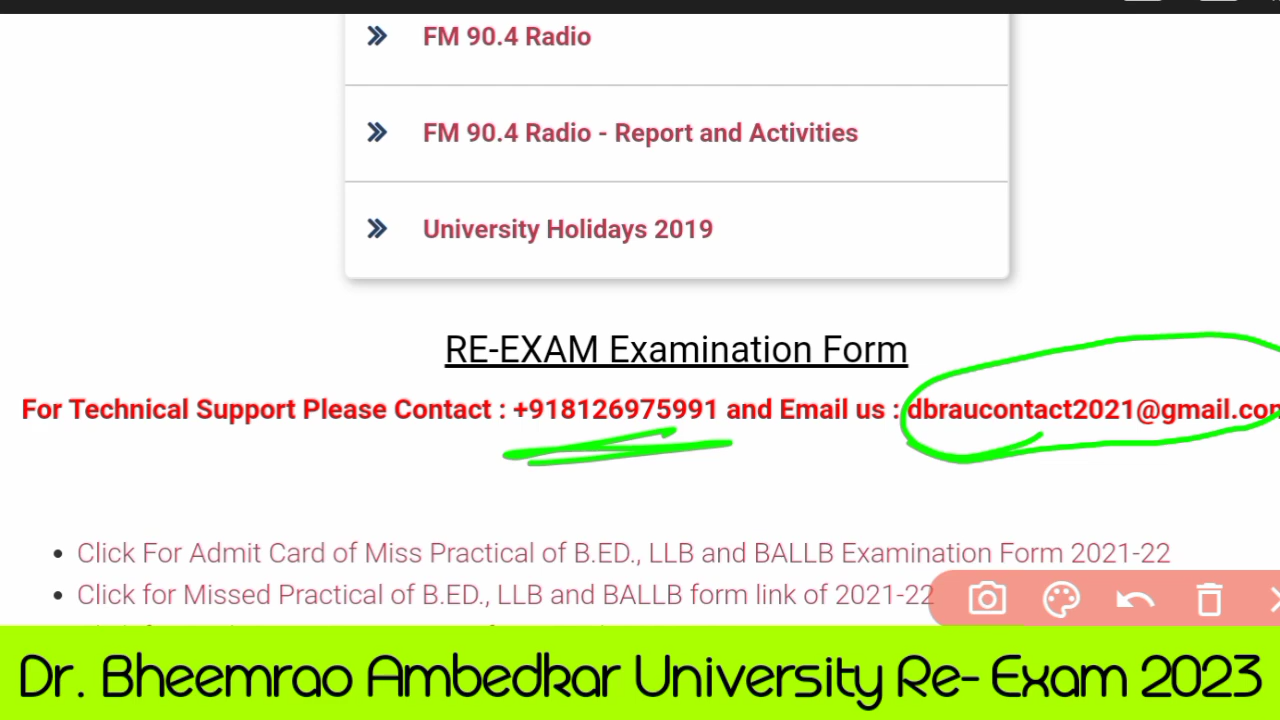 FM 90.4 Radio
FM 90.4 Radio - Report and Activities
University Holidays 2019
RE-EXAM Examination Form
For Technical Support Please Contact : +918126975991 and Email us : dbraucontact2021@gmail.com
Click For Admit Card of Miss Practical of B.ED., LLB and BALLB Examination Form 2021-22
Click for Missed Practical of B.ED., LLB and BALLB form link of 2021-22
Dr. Bheemrao Ambedkar University Re- Exam 2023